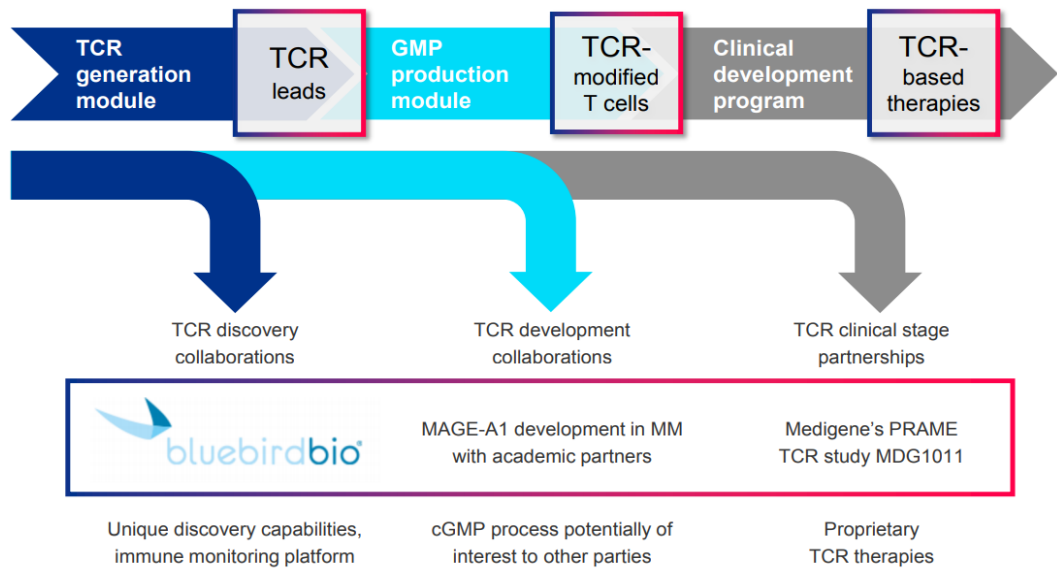 TCR
generation
module
TCR
leads
GMP
production
module
TCR-
modified
T cells
Clinical
development
program
TCR-
based
therapies
TCR discovery
collaborations
TCR development
collaborations
TCR clinical stage
partnerships
bluebirdbio®
MAGE-A1 development in MM
with academic partners
Medigene's PRAME
TCR study MDG1011
Unique discovery capabilities,
immune monitoring platform
cGMP process potentially of
interest to other parties
Proprietary
TCR therapies